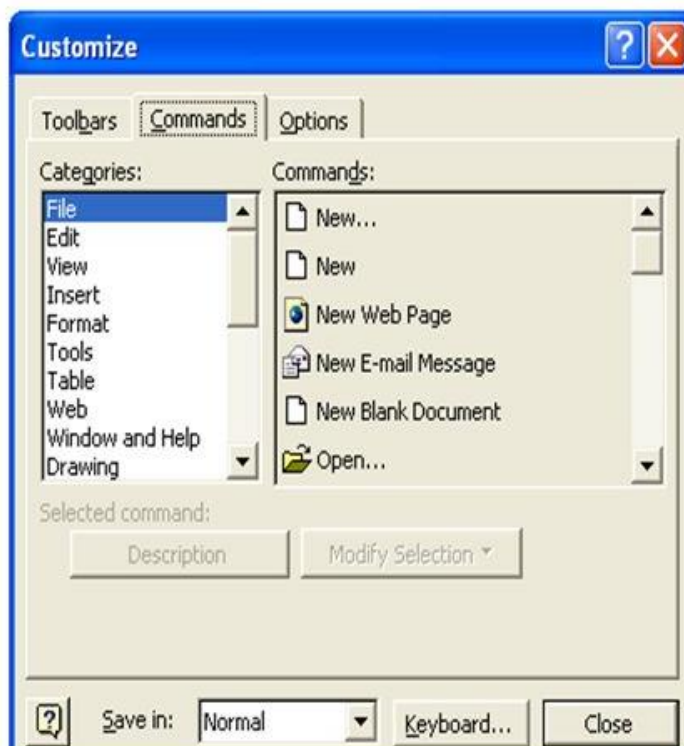 Customize
Toolbars Commands Options
Categories:
File
Edit
View
Insert
Format
Tools
Table
Web
Window and Help
Drawing
Commands:
New...
New
New Web Page
New E-mail Message
New Blank Document
Open...
Selected command:
Description Modify Selection
Save in: Normal Keyboard... Close